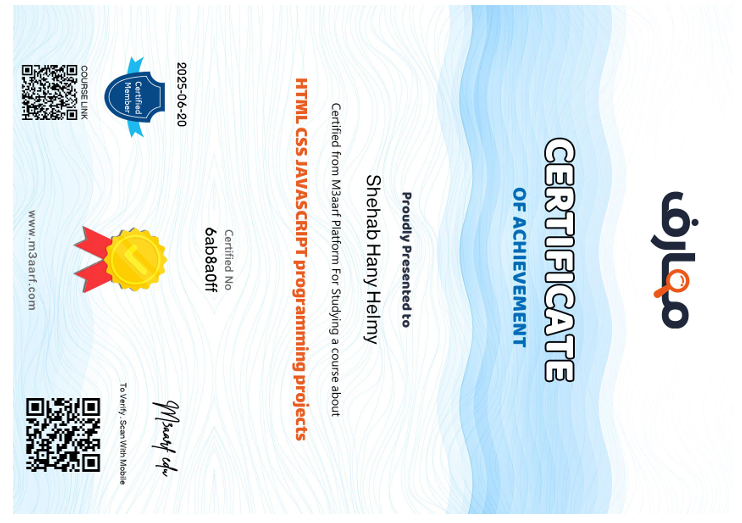 معارف
CERTIFICATE
OF ACHIEVEMENT
Proudly Presented to
Shehab Hany Helmy
Certified from M3aarf Platform For Studying a course about
HTML CSS JAVASCRIPT programming projects
Certified No
6ab8a0ff
2025-06-20
Certified
Member
COURSE LINK
M3aarf edu
To Verify . Scan With Mobile
www.m3aarf.com